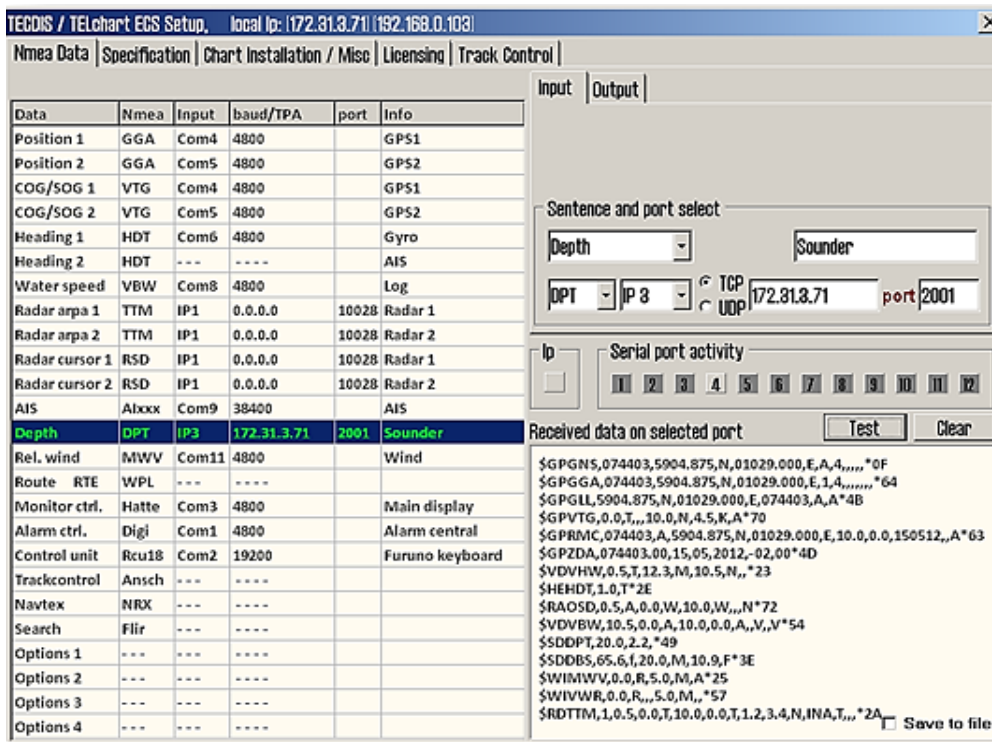 TECDIS / TELchart ECS Setup,    local Ip: [172.31.3.71] [192.168.0.103]
Nmea Data Specification Chart Installation / Misc Licensing Track Control
Input Output
Data Nmea Input baud/TPA port Info
Position 1 GGA Com4 4800 GPS1
Position 2 GGA Com5 4800 GPS2
COG/SOG 1 VTG Com4 4800 GPS1
COG/SOG 2 VTG Com5 4800 GPS2
Heading 1 HDT Com6 4800 Gyro
Heading 2 HDT --- ---- AIS
Water speed VBW Com8 4800 Log
Radar arpa 1 TTM IP1 0.0.0.0 10028 Radar 1
Radar arpa 2 TTM IP1 0.0.0.0 10028 Radar 2
Radar cursor 1 RSD IP1 0.0.0.0 10028 Radar 1
Radar cursor 2 RSD IP1 0.0.0.0 10028 Radar 2
AIS AIxxx Com9 38400 AIS
Depth DPT IP3 172.31.3.71 2001 Sounder
Rel. wind MWV Com11 4800 Wind
Route RTE WPL --- ----
Monitor ctrl. Hatte Com3 4800 Main display
Alarm ctrl. Digi Com1 4800 Alarm central
Control unit Rcu18 Com2 19200 Furuno keyboard
Trackcontrol Ansch --- ----
Navtex NRX --- ----
Search Flir --- ----
Options 1 --- --- ----
Options 2 --- --- ----
Options 3 --- --- ----
Options 4 --- --- ----
Sentence and port select
Depth Sounder
DPT IP 3 TCP 172.31.3.71 port 2001
UDP
Ip Serial port activity
1 2 3 4 5 6 7 8 9 10 11 12
Received data on selected port Test Clear
$GPGNS,074403,5904.875,N,01029.000,E,A,4,,,,,*0F
$GPGGA,074403,5904.875,N,01029.000,E,1,4,,,,,,,*64
$GPGLL,5904.875,N,01029.000,E,074403,A,A*4B
$GPVTG,0.0,T,,,10.0,N,4.5,K,A*70
$GPRMC,074403,A,5904.875,N,01029.000,E,10.0,0.0,150512,,A*63
$GPZDA,074403.00,15,05,2012,-02,00*4D
$VDVHW,0.5,T,12.3,M,10.5,N,,*23
$HEHDT,1.0,T*2E
$RAOSD,0.5,A,0.0,W,10.0,W,,,N*72
$VDVBW,10.5,0.0,A,10.0,0.0,A,,V,,V*54
$SDDPT,20.0,2.2,*49
$SDDBS,65.6,f,20.0,M,10.9,F*3E
$WIMWV,0.0,R,5.0,M,A*25
$WIVWR,0.0,R,,,5.0,M,,*57
$RDTTM,1,0.5,0.0,T,10.0,0.0,T,1.2,3.4,N,INA,T,,,*2A
Save to file